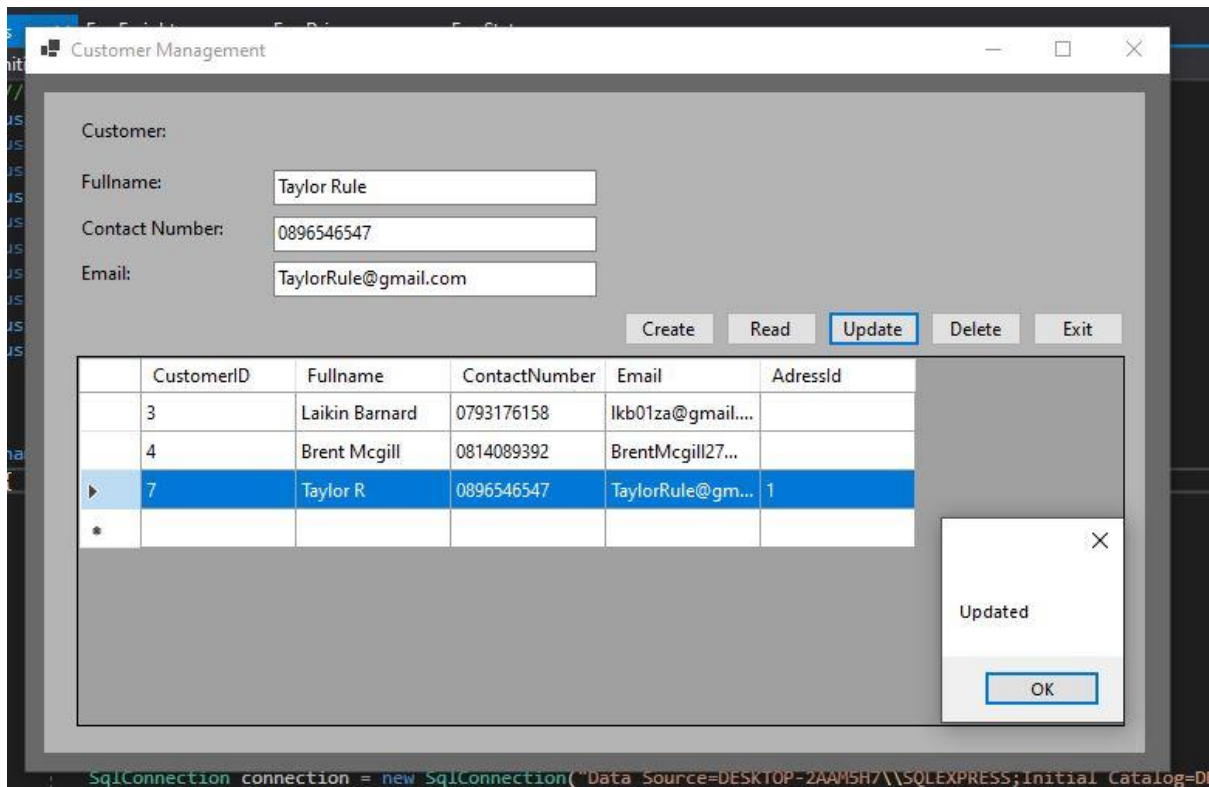 Customer Management
Customer:
Fullname: Taylor Rule
Contact Number: 0896546547
Email: TaylorRule@gmail.com
Create Read Update Delete Exit
CustomerID Fullname ContactNumber Email AdressId
3 Laikin Barnard 0793176158 lkb01za@gmail....
4 Brent Mcgill 0814089392 BrentMcgill27...
7 Taylor R 0896546547 TaylorRule@gm... 1
Updated
OK
SqlConnection connection = new SqlConnection("Data Source=DESKTOP-2AAM5H7\\SQLEXPRESS;Initial Catalog=